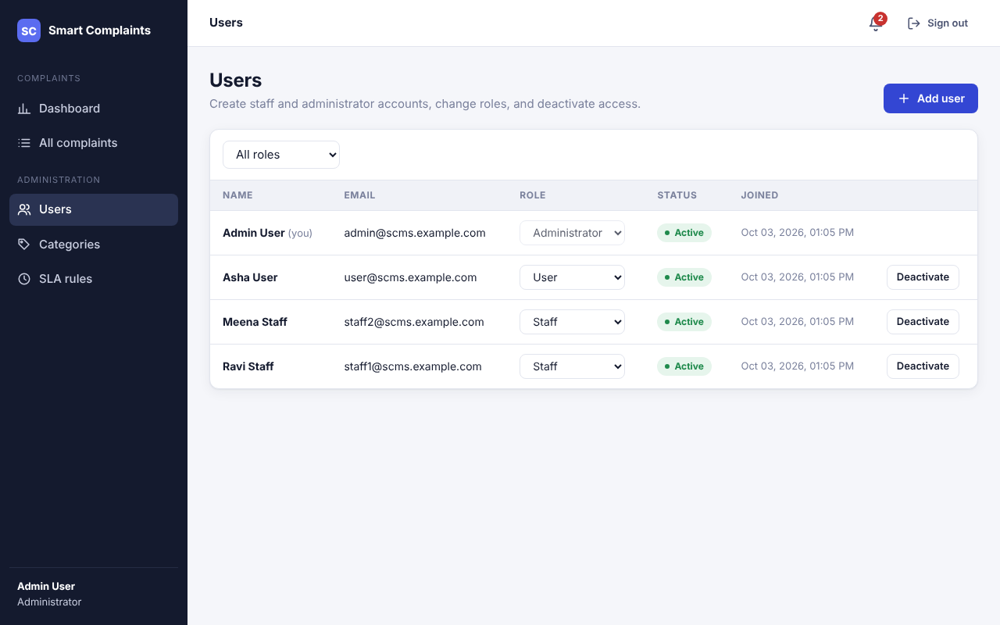 SC Smart Complaints
COMPLAINTS
Dashboard
All complaints
ADMINISTRATION
Users
Categories
SLA rules
Admin User
Administrator
Users
2
Sign out
Users
Create staff and administrator accounts, change roles, and deactivate access.
Add user
All roles
NAME EMAIL ROLE STATUS JOINED
Admin User (you) admin@scms.example.com Administrator Active Oct 03, 2026, 01:05 PM
Asha User user@scms.example.com User Active Oct 03, 2026, 01:05 PM Deactivate
Meena Staff staff2@scms.example.com Staff Active Oct 03, 2026, 01:05 PM Deactivate
Ravi Staff staff1@scms.example.com Staff Active Oct 03, 2026, 01:05 PM Deactivate